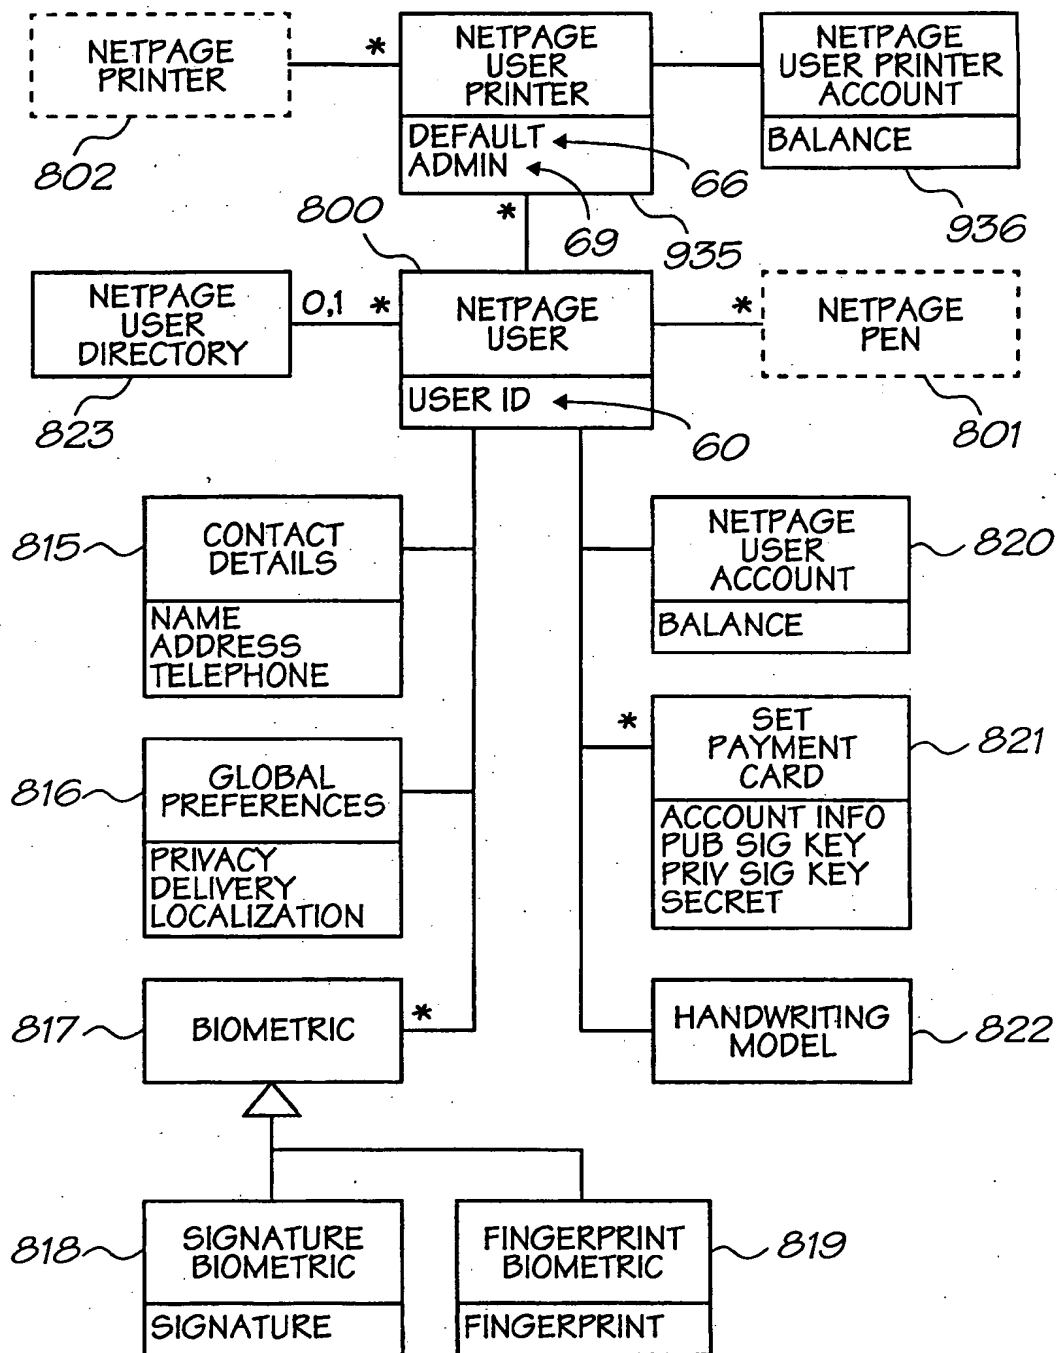 NETPAGE
PRINTER
802
*
NETPAGE
USER
PRINTER
DEFAULT
ADMIN
66
69
935
NETPAGE
USER PRINTER
ACCOUNT
BALANCE
936
*
800
NETPAGE
USER
DIRECTORY
823
0,1
*
NETPAGE
USER
USER ID
60
*
NETPAGE
PEN
801
815
CONTACT
DETAILS
NAME
ADDRESS
TELEPHONE
NETPAGE
USER
ACCOUNT
BALANCE
820
816
GLOBAL
PREFERENCES
PRIVACY
DELIVERY
LOCALIZATION
*
SET
PAYMENT
CARD
ACCOUNT INFO
PUB SIG KEY
PRIV SIG KEY
SECRET
821
817
BIOMETRIC
*
HANDWRITING
MODEL
822
818
SIGNATURE
BIOMETRIC
SIGNATURE
FINGERPRINT
BIOMETRIC
FINGERPRINT
819